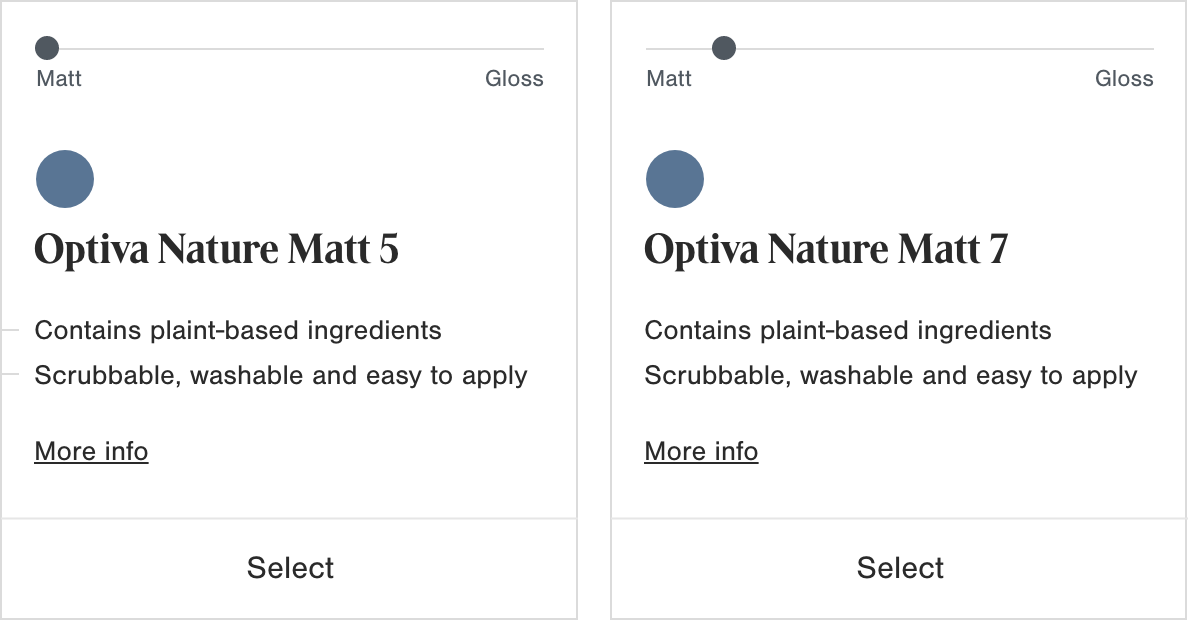 Matt Gloss
Optiva Nature Matt 5
Contains plaint-based ingredients
Scrubbable, washable and easy to apply
More info
Select
Matt Gloss
Optiva Nature Matt 7
Contains plaint-based ingredients
Scrubbable, washable and easy to apply
More info
Select